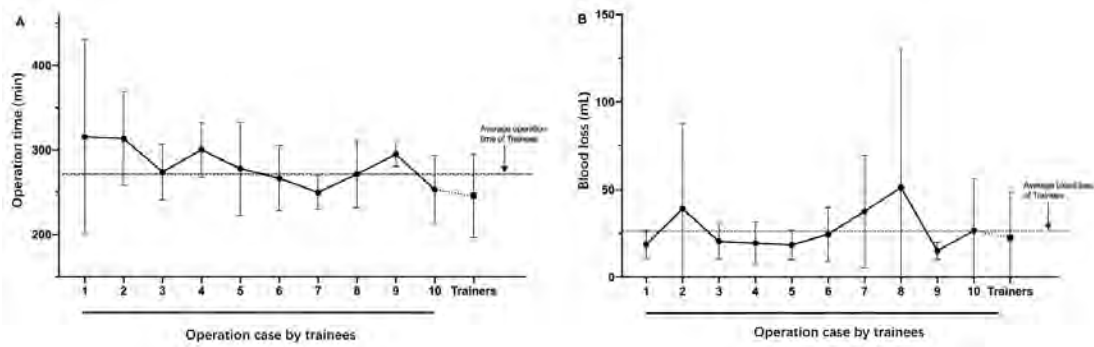 A
Operation time (min)
400
300
200
Average operation
time of Trainees
1 2 3 4 5 6 7 8 9 10 Trainers
Operation case by trainees
B
Blood loss (mL)
150
100
50
0
Average blood loss
of Trainees
1 2 3 4 5 6 7 8 9 10 Trainers
Operation case by trainees